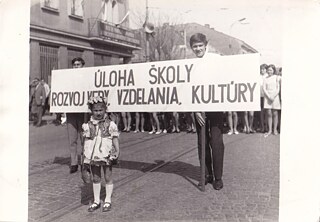 ÚLOHA ŠKOLY
ROZVOJ VEDY, VZDELANIA, KULTÚRY